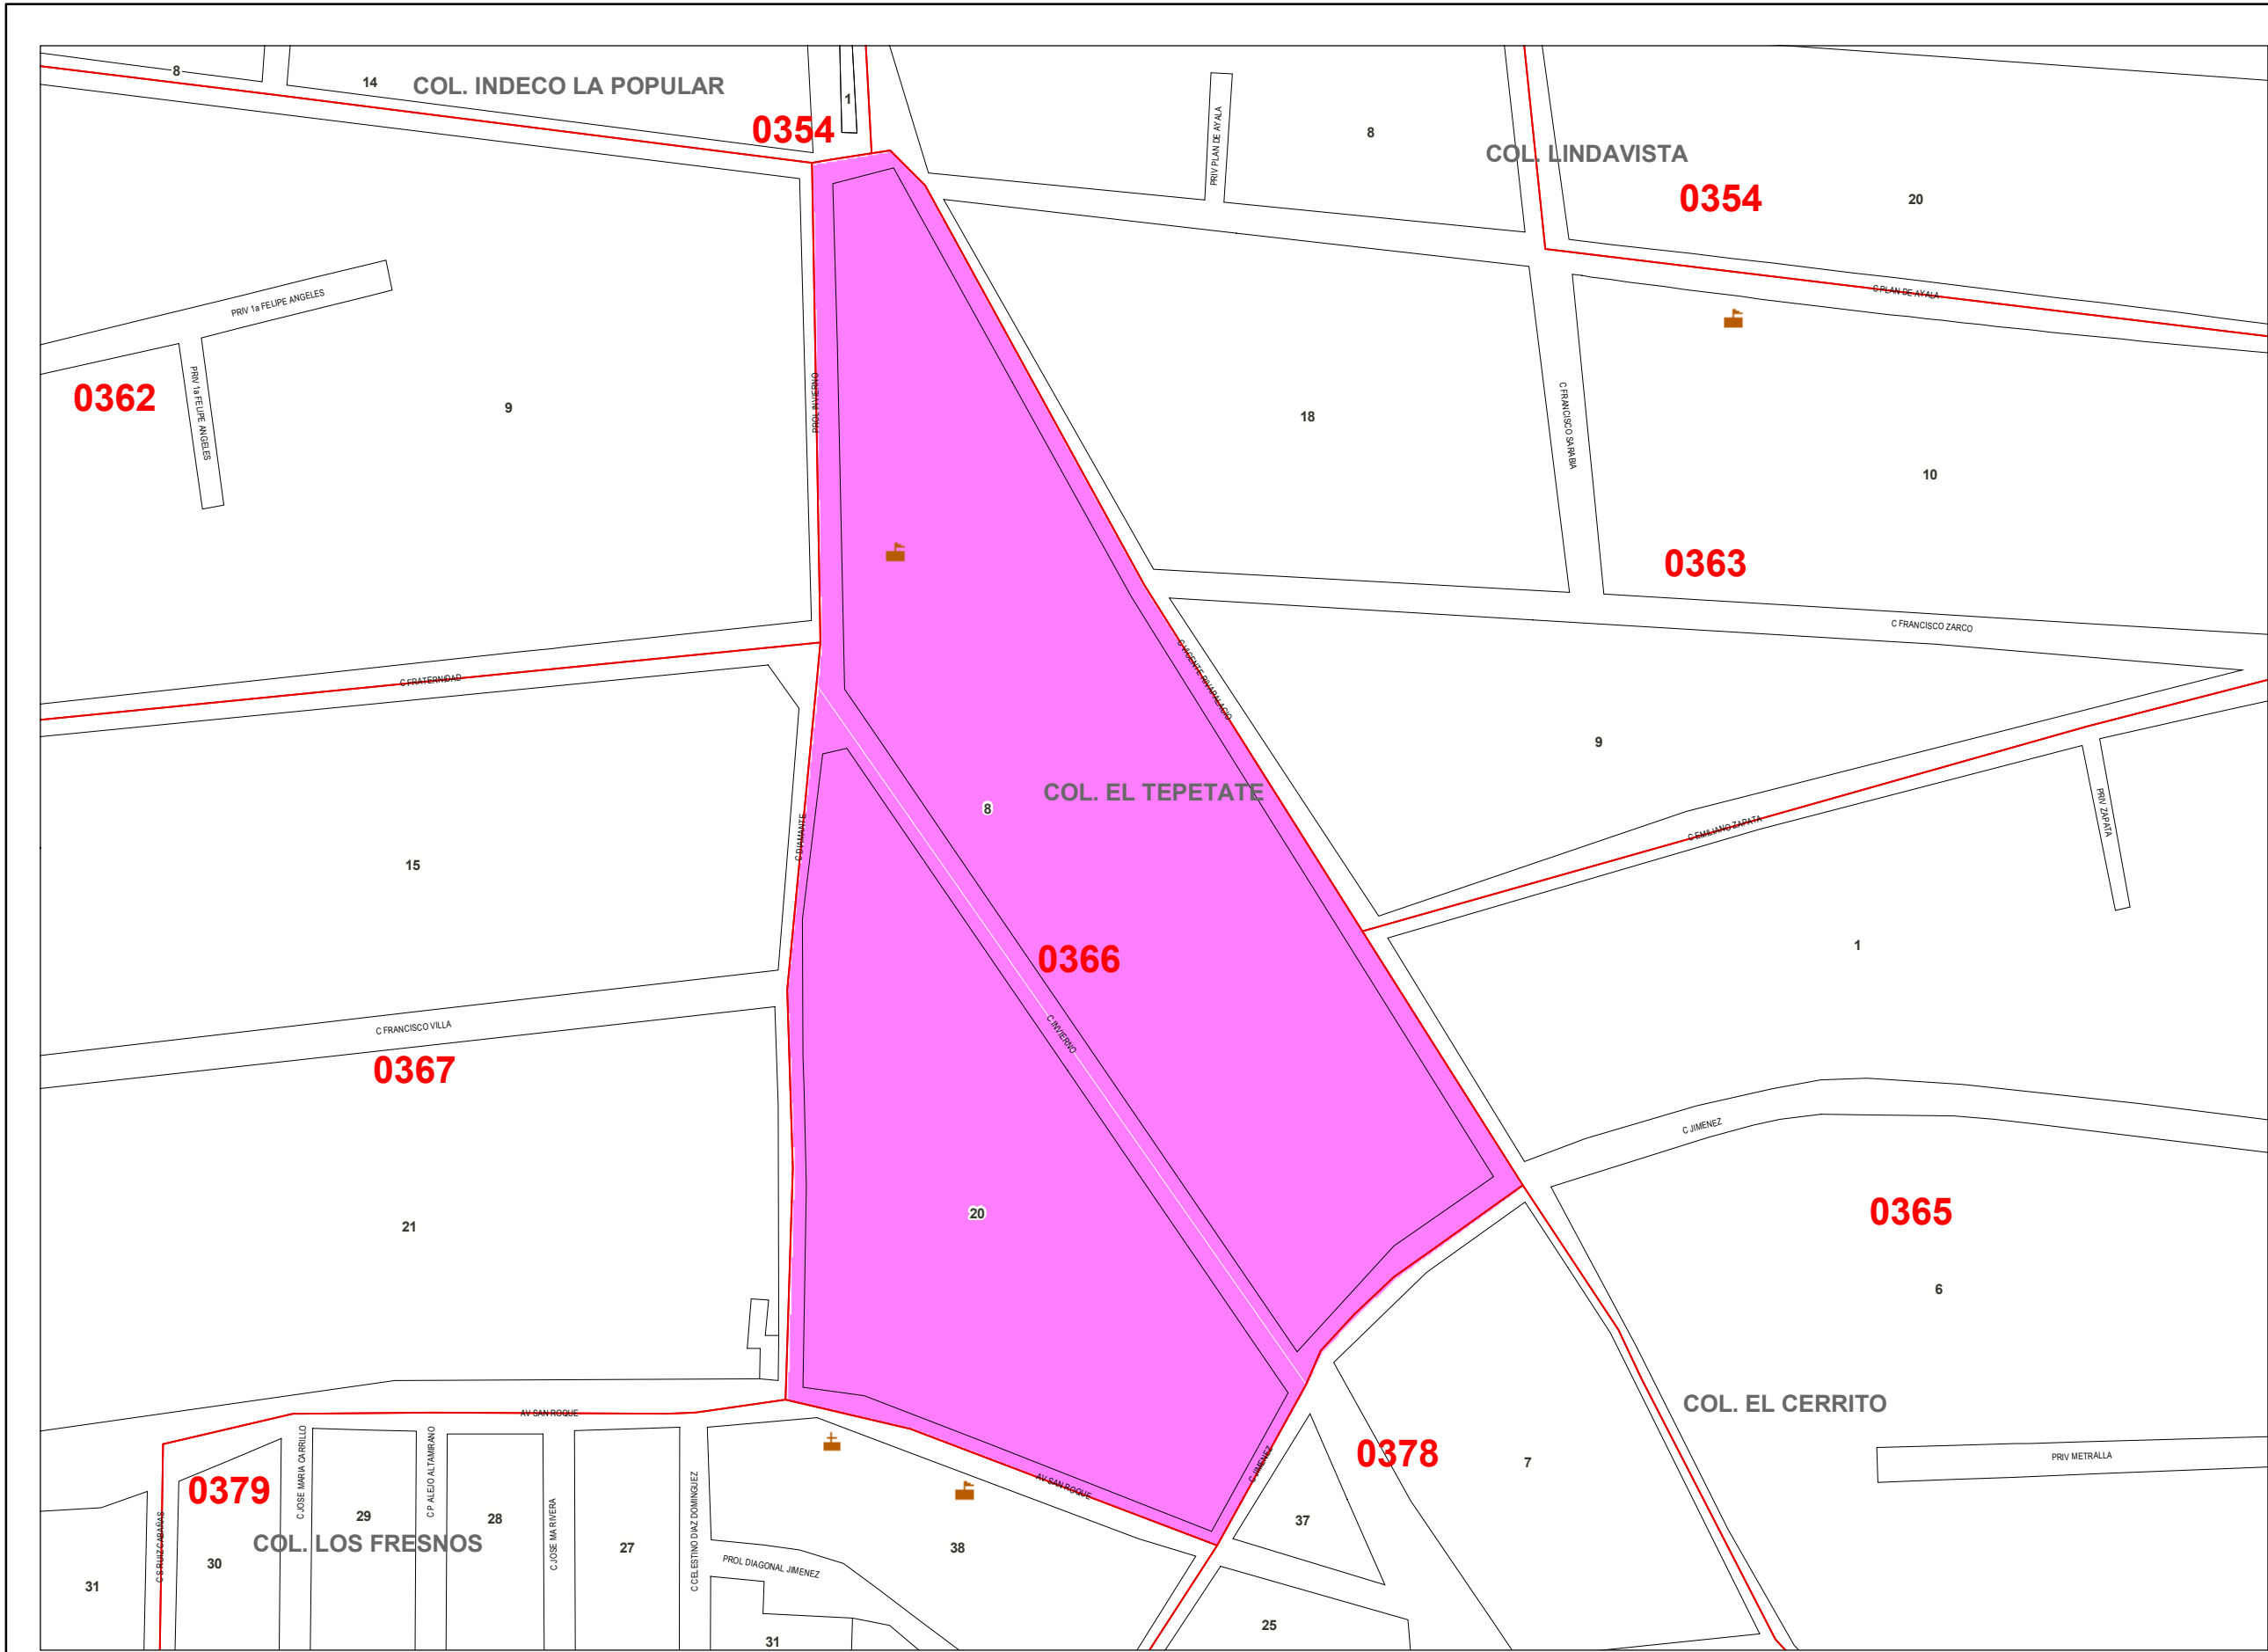 8
14
COL. INDECO LA POPULAR
1
0354
PRIV PLAN DE AYALA
8
COL. LINDAVISTA
0354
20
PRIV 1a FELIPE ANGELES
C PLAN DE AYALA
0362
PRIV 1a FELIPE ANGELES
9
PROL INVIERNO
18
C FRANCISCO SARABIA
10
0363
C FRANCISCO ZARCO
C FRATERNIDAD
C VICENTE RIVAPALACIO
9
COL. EL TEPETATE
8
C EMILIANO ZAPATA
PRIV ZAPATA
C DIAMANTE
15
0366
1
C FRANCISCO VILLA
C INVIERNO
0367
C JIMENEZ
21
20
0365
6
COL. EL CERRITO
AV SAN ROQUE
0378
7
C JIMENEZ
PRIV METRALLA
0379
C JOSE MARIA CARRILLO
C P ALEJO ALTAMIRANO
AV SAN ROQUE
29
28
C JOSE MA RIVERA
C CELESTINO DIAZ DOMINGUEZ
37
COL. LOS FRESNOS
27
38
C S RUIZ CABAÑAS
30
PROL DIAGONAL JIMENEZ
31
25
31